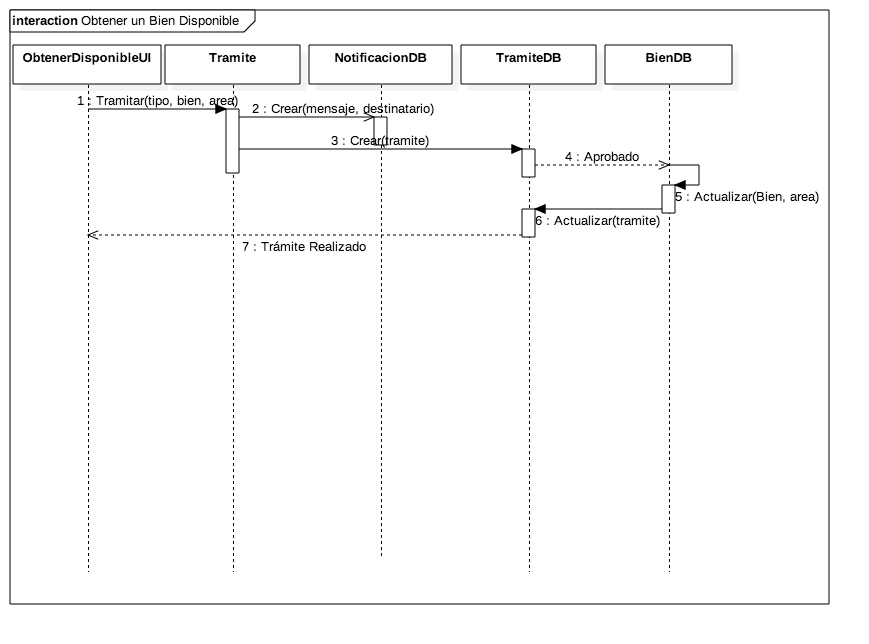 interaction Obtener un Bien Disponible
ObtenerDisponibleUI
Tramite
NotificacionDB
TramiteDB
BienDB
1 : Tramitar(tipo, bien, area)
2 : Crear(mensaje, destinatario)
3 : Crear(tramite)
4 : Aprobado
5 : Actualizar(Bien, area)
6 : Actualizar(tramite)
7 : Trámite Realizado